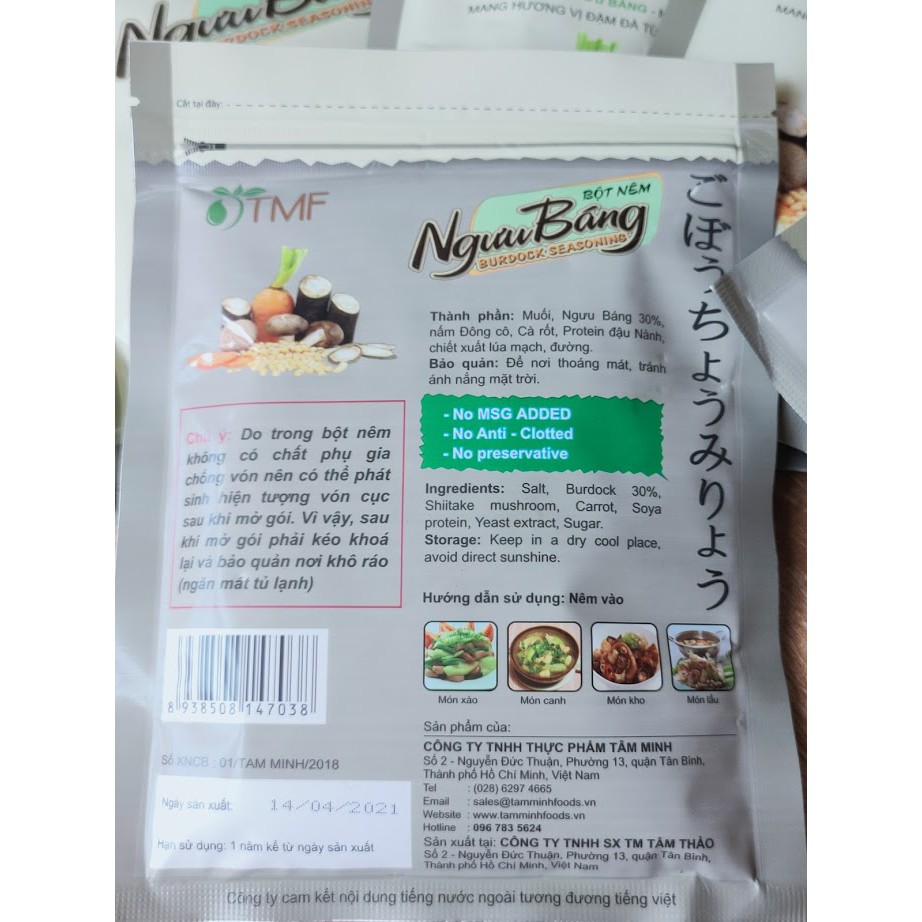 Ngưu Báng
BURDOCK SEASONING
MANG HƯƠNG VỊ ĐẬM ĐÀ
Cắt tại đây:
TMF
BỘT NÊM
Ngưu Báng
BURDOCK SEASONING
ごぼうちょうみりょう
Thành phần: Muối, Ngưu Báng 30%,
nấm Đông cô, Cà rốt, Protein đậu Nành,
chiết xuất lúa mạch, đường.
Bảo quản: Để nơi thoáng mát, tránh
ánh nắng mặt trời.
- No MSG ADDED
- No Anti - Clotted
- No preservative
Ingredients: Salt, Burdock 30%,
Shiitake mushroom, Carrot, Soya
protein, Yeast extract, Sugar.
Storage: Keep in a dry cool place,
avoid direct sunshine.
Chú ý: Do trong bột nêm
không có chất phụ gia
chống vón nên có thể phát
sinh hiện tượng vón cục
sau khi mở gói. Vì vậy, sau
khi mở gói phải kéo khoá
lại và bảo quản nơi khô ráo
(ngăn mát tủ lạnh)
Hướng dẫn sử dụng: Nêm vào
Món xào Món canh Món kho Món lẩu
8 938508 147038
Số XNCB : 01/TAM MINH/2018
Ngày sản xuất: 14/04/2021
Hạn sử dụng: 1 năm kể từ ngày sản xuất
Sản phẩm của:
CÔNG TY TNHH THỰC PHẨM TÂM MINH
Số 2 - Nguyễn Đức Thuận, Phường 13, quận Tân Bình,
Thành phố Hồ Chí Minh, Việt Nam
Tel : (028) 6297 4665
Email : sales@tamminhfoods.vn
Website : www.tamminhfoods.vn
Hotline : 096 783 5624
Sản xuất tại: CÔNG TY TNHH SX TM TÂM THẢO
Số 2 - Nguyễn Đức Thuận, Phường 13, quận Tân Bình,
Thành phố Hồ Chí Minh, Việt Nam
Công ty cam kết nội dung tiếng nước ngoài tương đương tiếng việt